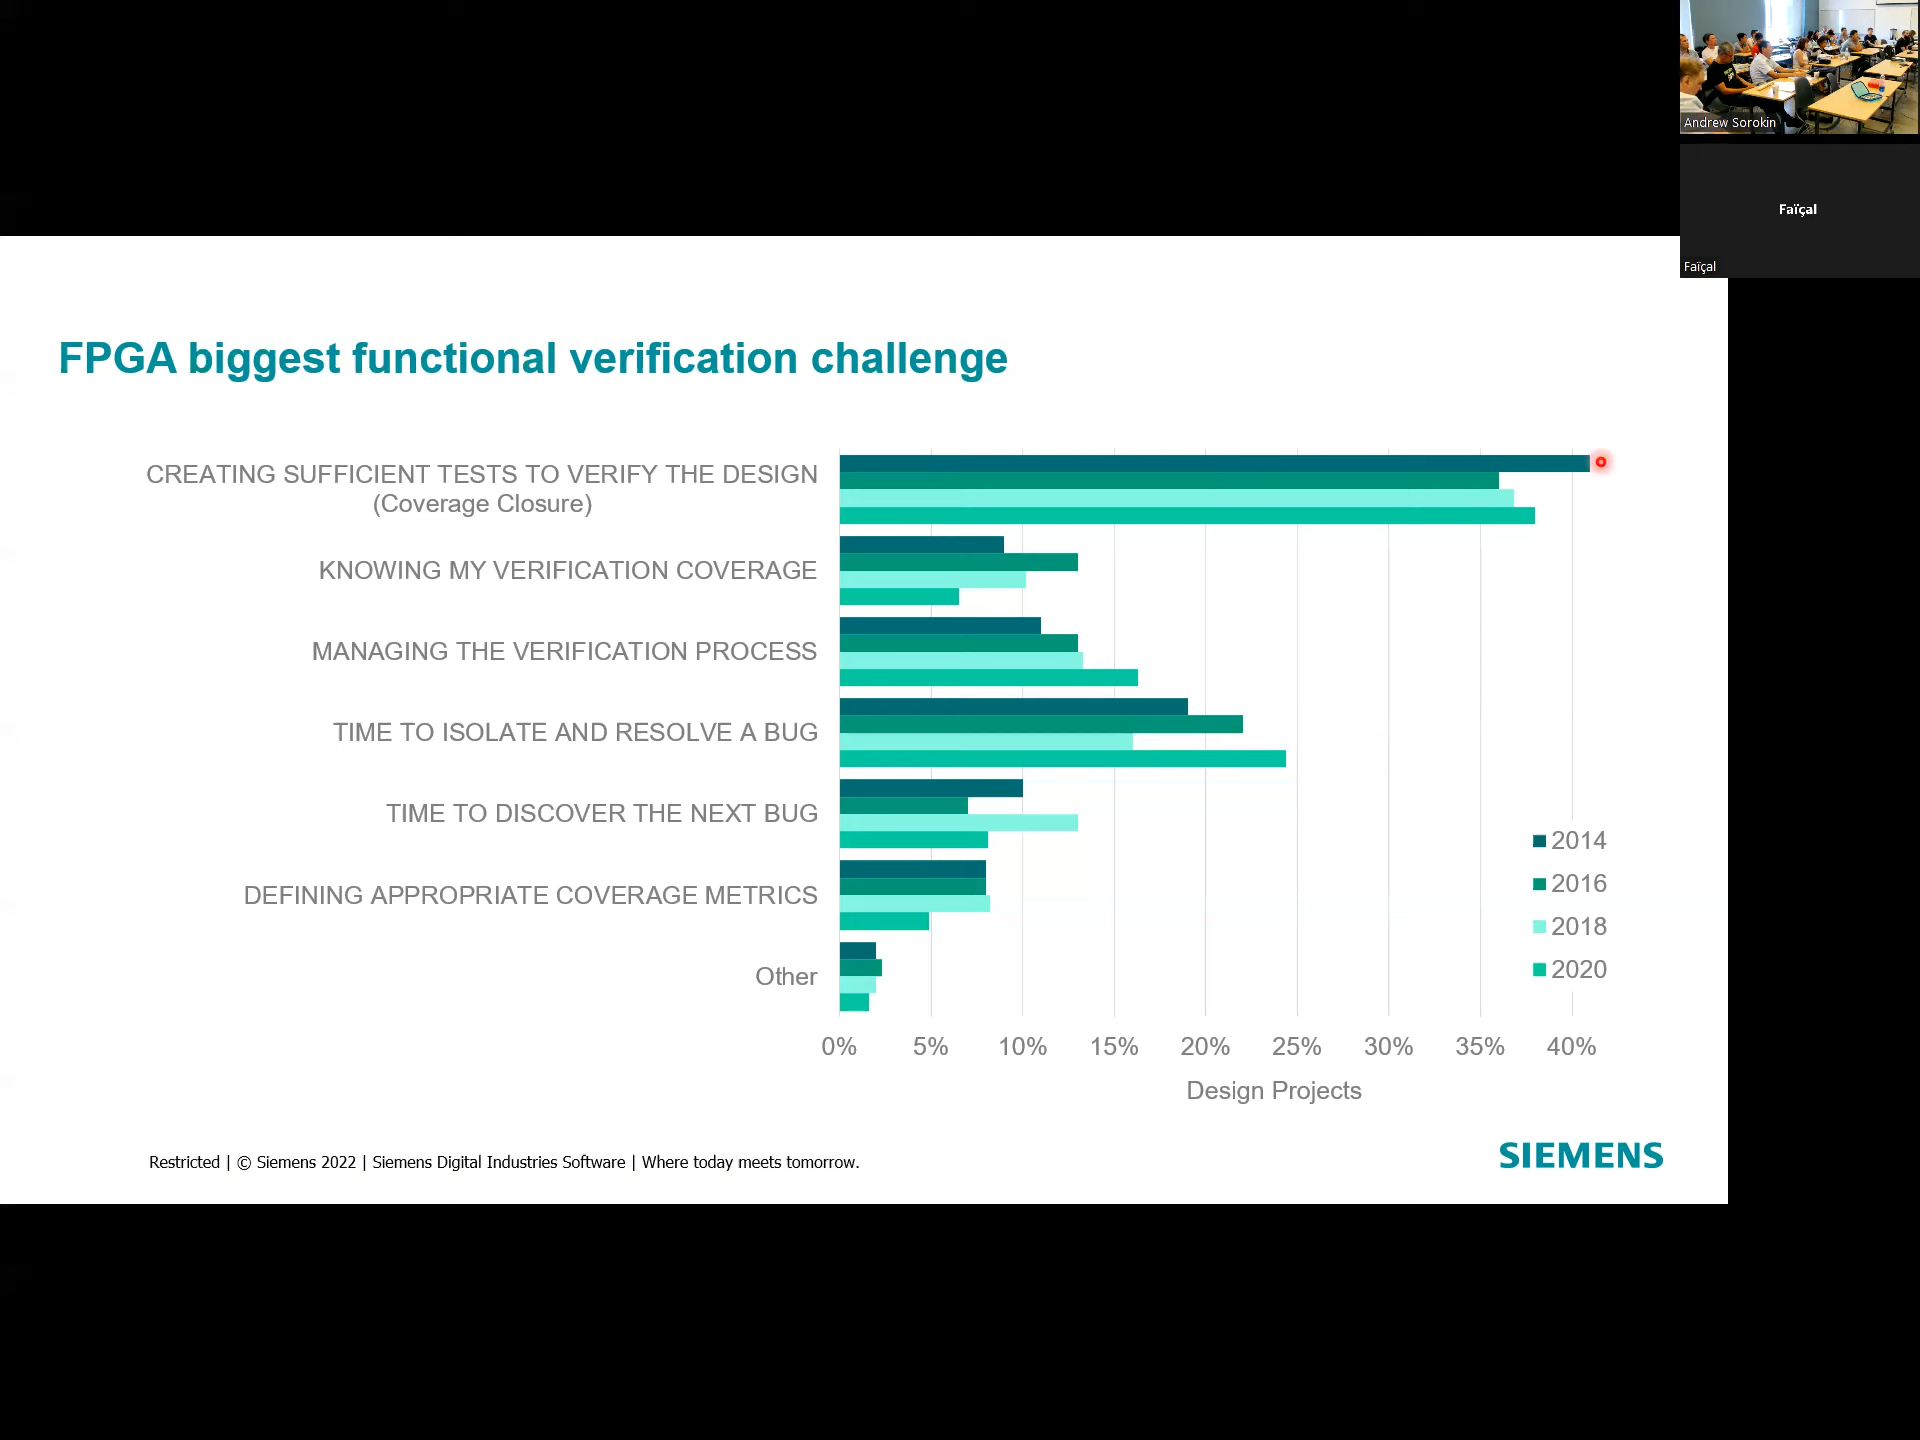 Andrew Sorokin
Faïçal
Faïçal
FPGA biggest functional verification challenge
CREATING SUFFICIENT TESTS TO VERIFY THE DESIGN
(Coverage Closure)
KNOWING MY VERIFICATION COVERAGE
MANAGING THE VERIFICATION PROCESS
TIME TO ISOLATE AND RESOLVE A BUG
TIME TO DISCOVER THE NEXT BUG
DEFINING APPROPRIATE COVERAGE METRICS
Other
2014
2016
2018
2020
0% 5% 10% 15% 20% 25% 30% 35% 40%
Design Projects
Restricted | © Siemens 2022 | Siemens Digital Industries Software | Where today meets tomorrow.
SIEMENS